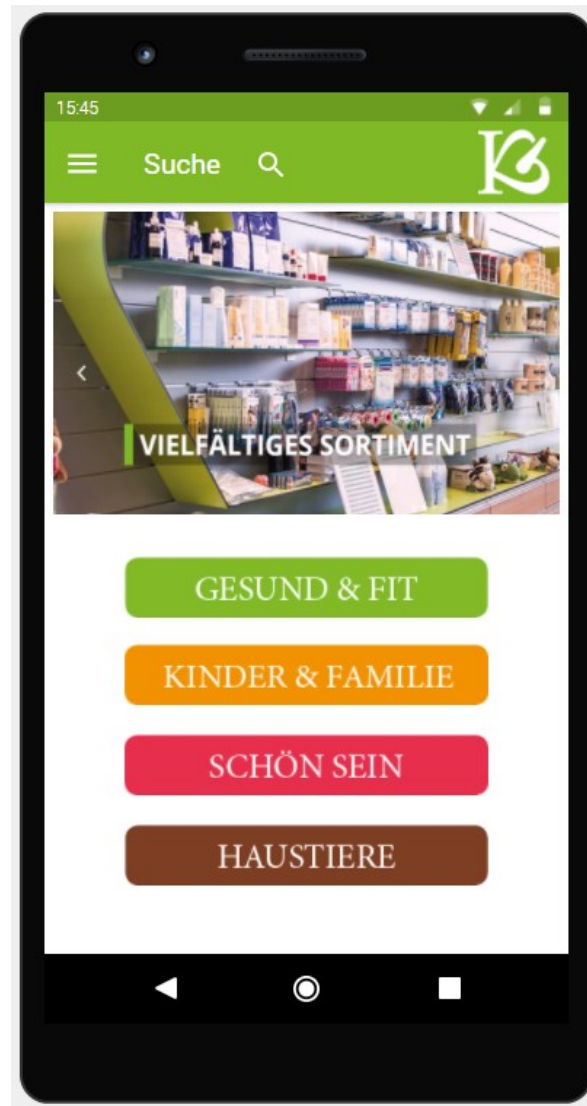 15:45
Suche
VIELFÄLTIGES SORTIMENT
GESUND & FIT
KINDER & FAMILIE
SCHÖN SEIN
HAUSTIERE